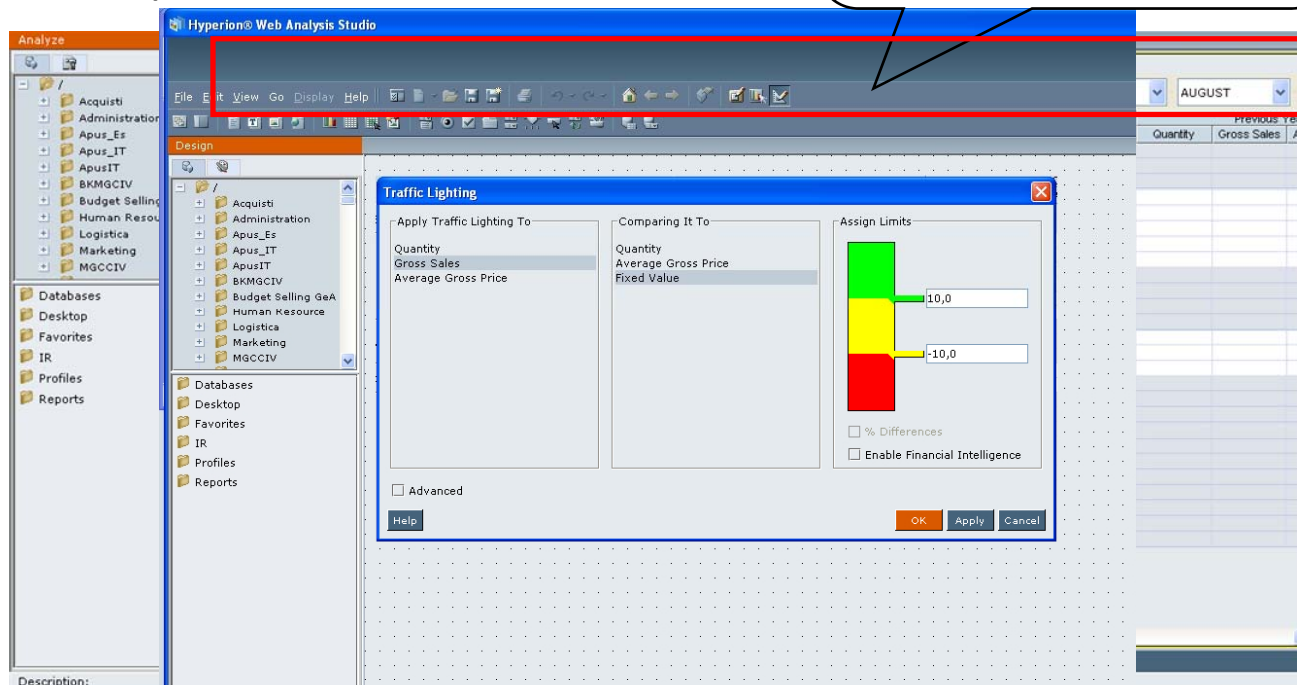 Analyze
/
Acquisti
Administration
Apus_Es
Apus_IT
ApusIT
BKMGCIV
Budget Selling
Human Resou
Logistica
Marketing
MGCCIV
Databases
Desktop
Favorites
IR
Profiles
Reports
Description:
Hyperion® Web Analysis Studio
File Edit View Go Display Help
Design
/
Acquisti
Administration
Apus_Es
Apus_IT
ApusIT
BKMGCIV
Budget Selling GeA
Human Resource
Logistica
Marketing
MGCCIV
Databases
Desktop
Favorites
IR
Profiles
Reports
Traffic Lighting
Apply Traffic Lighting To
Quantity
Gross Sales
Average Gross Price
Comparing It To
Quantity
Average Gross Price
Fixed Value
Assign Limits
10,0
-10,0
% Differences
Enable Financial Intelligence
Advanced
Help
OK Apply Cancel
AUGUST
Previous Yea
Quantity Gross Sales A